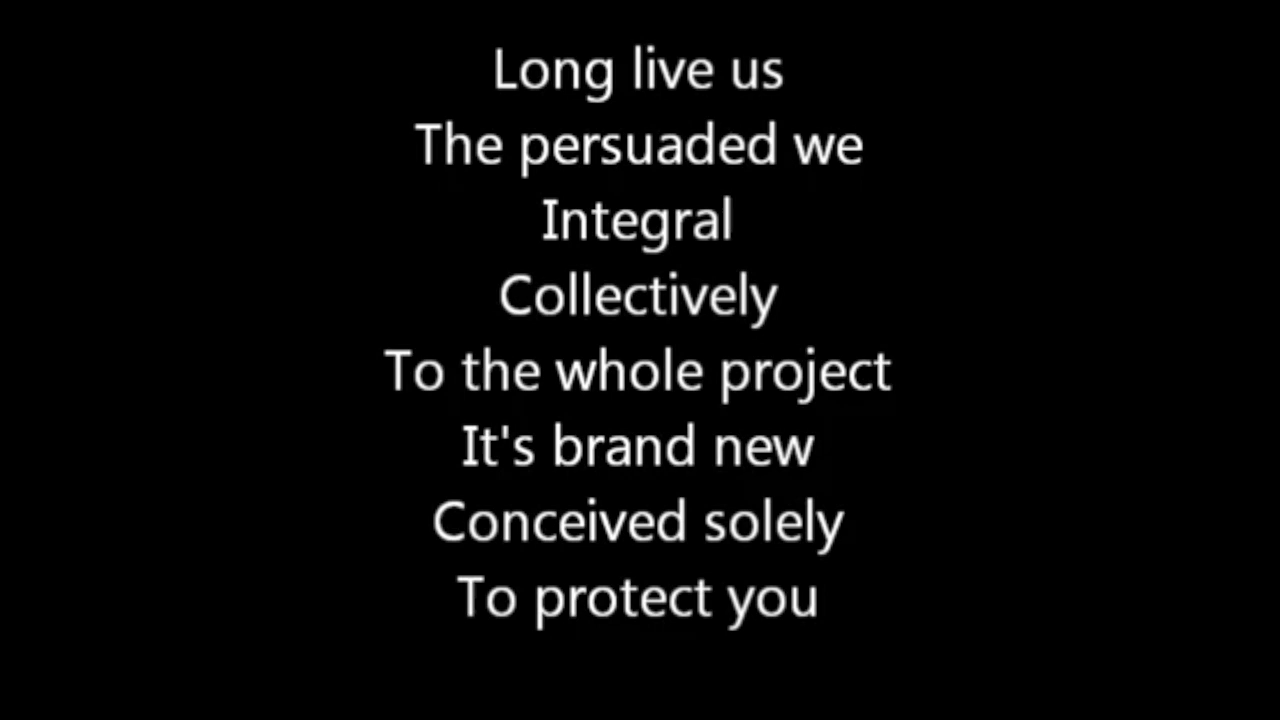 Long live us
The persuaded we
Integral
Collectively
To the whole project
It's brand new
Conceived solely
To protect you